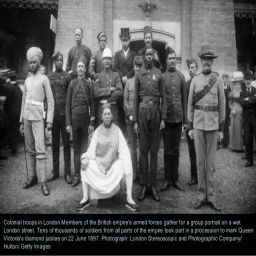 Colonial troops in London.Members of the British empire's armed forces gather for a group portrait on a wet
London street. Tens of thousands of soldiers from all parts of the empire took part in a procession to mark Queen
Victoria's diamond jubilee on 22 June 1897. Photograph: London Stereoscopic and Photographic Company/
Hulton/ Getty Images